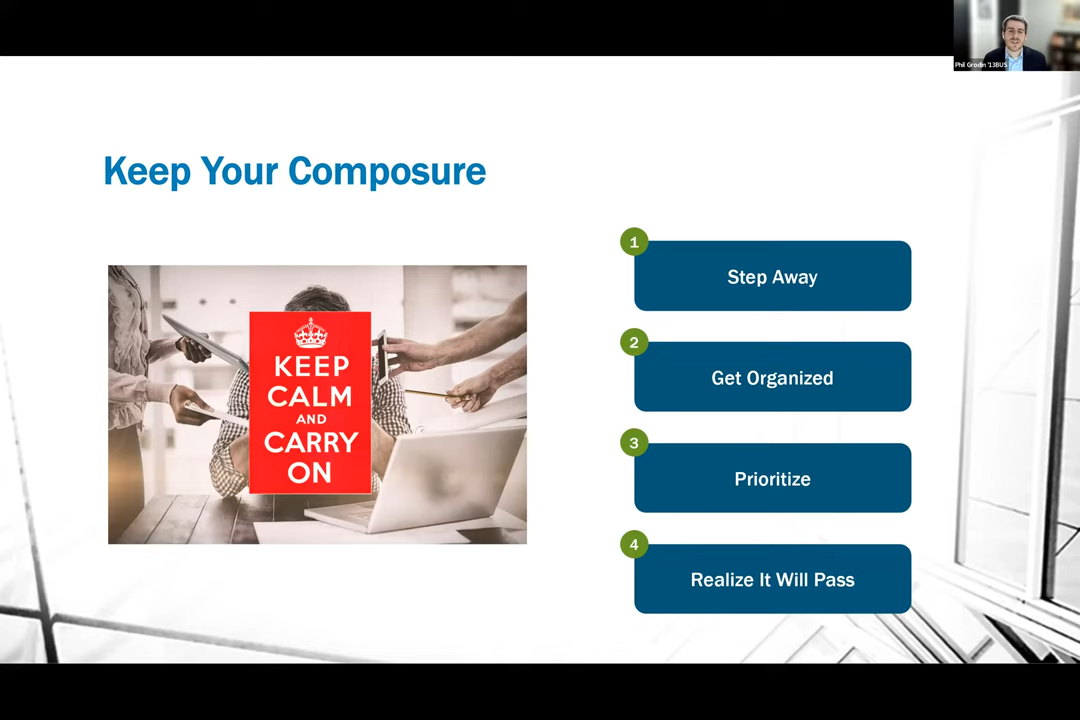 Phil Grodin '13BUS
Keep Your Composure
KEEP
CALM
AND
CARRY
ON
1
Step Away
2
Get Organized
3
Prioritize
4
Realize It Will Pass